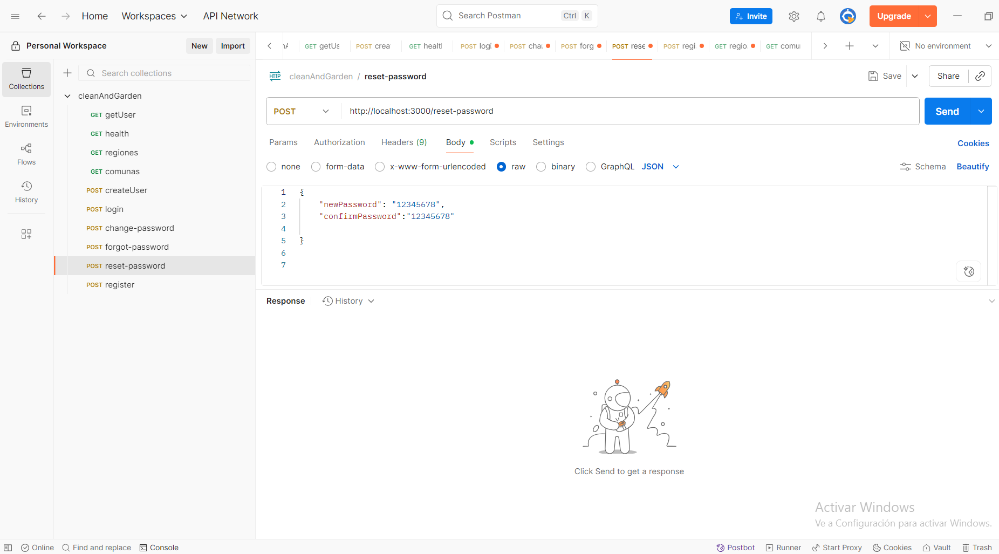 Home
Workspaces
API Network
Search Postman
Ctrl
K
Invite
Upgrade
Personal Workspace
New
Import
GET getUs
POST crea
GET healt
POST logi
POST cha
POST forg
POST rese
POST regi
GET regio
GET comu
No environment
Collections
Environments
Flows
History
Search collections
cleanAndGarden
GET getUser
GET health
GET regiones
GET comunas
POST createUser
POST login
POST change-password
POST forgot-password
POST reset-password
POST register
HTTP cleanAndGarden / reset-password
Save
Share
POST
http://localhost:3000/reset-password
Send
Params
Authorization
Headers (9)
Body
Scripts
Settings
Cookies
none
form-data
x-www-form-urlencoded
raw
binary
GraphQL
JSON
Schema
Beautify
1 {
2 "newPassword": "12345678",
3 "confirmPassword":"12345678"
4
5 }
6
7
Response
History
Click Send to get a response
Activar Windows
Ve a Configuración para activar Windows.
Online
Find and replace
Console
Postbot
Runner
Start Proxy
Cookies
Vault
Trash